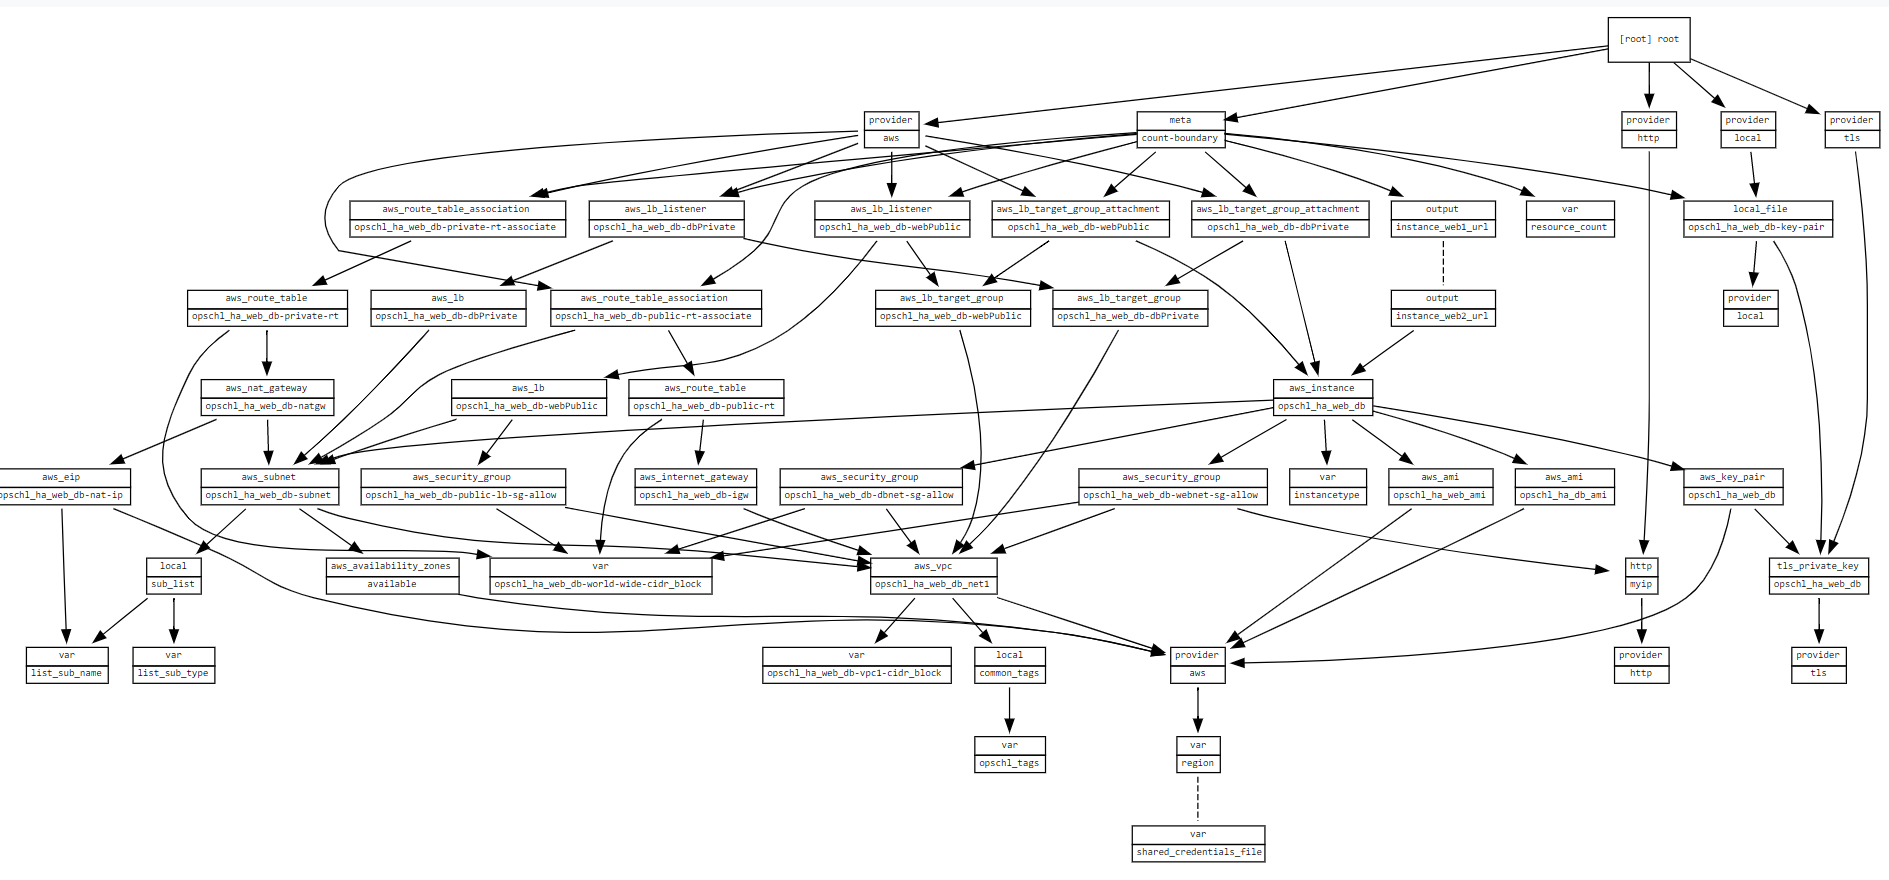 [root] root
provider
aws
meta
count-boundary
provider
http
provider
local
provider
tls
aws_route_table_association
opschl_ha_web_db-private-rt-associate
aws_lb_listener
opschl_ha_web_db-dbPrivate
aws_lb_listener
opschl_ha_web_db-webPublic
aws_lb_target_group_attachment
opschl_ha_web_db-webPublic
aws_lb_target_group_attachment
opschl_ha_web_db-dbPrivate
output
instance_web1_url
var
resource_count
local_file
opschl_ha_web_db-key-pair
aws_route_table
opschl_ha_web_db-private-rt
aws_lb
opschl_ha_web_db-dbPrivate
aws_route_table_association
opschl_ha_web_db-public-rt-associate
aws_lb_target_group
opschl_ha_web_db-webPublic
aws_lb_target_group
opschl_ha_web_db-dbPrivate
output
instance_web2_url
provider
local
aws_nat_gateway
opschl_ha_web_db-natgw
aws_lb
opschl_ha_web_db-webPublic
aws_route_table
opschl_ha_web_db-public-rt
aws_instance
opschl_ha_web_db
aws_eip
opschl_ha_web_db-nat-ip
aws_subnet
opschl_ha_web_db-subnet
aws_security_group
opschl_ha_web_db-public-lb-sg-allow
aws_internet_gateway
opschl_ha_web_db-igw
aws_security_group
opschl_ha_web_db-dbnet-sg-allow
aws_security_group
opschl_ha_web_db-webnet-sg-allow
var
instancetype
aws_ami
opschl_ha_web_ami
aws_ami
opschl_ha_db_ami
aws_key_pair
opschl_ha_web_db
local
sub_list
aws_availability_zones
available
var
opschl_ha_web_db-world-wide-cidr_block
aws_vpc
opschl_ha_web_db_net1
http
myip
tls_private_key
opschl_ha_web_db
var
list_sub_name
var
list_sub_type
var
opschl_ha_web_db-vpc1-cidr_block
local
common_tags
provider
aws
provider
http
provider
tls
var
opschl_tags
var
region
var
shared_credentials_file